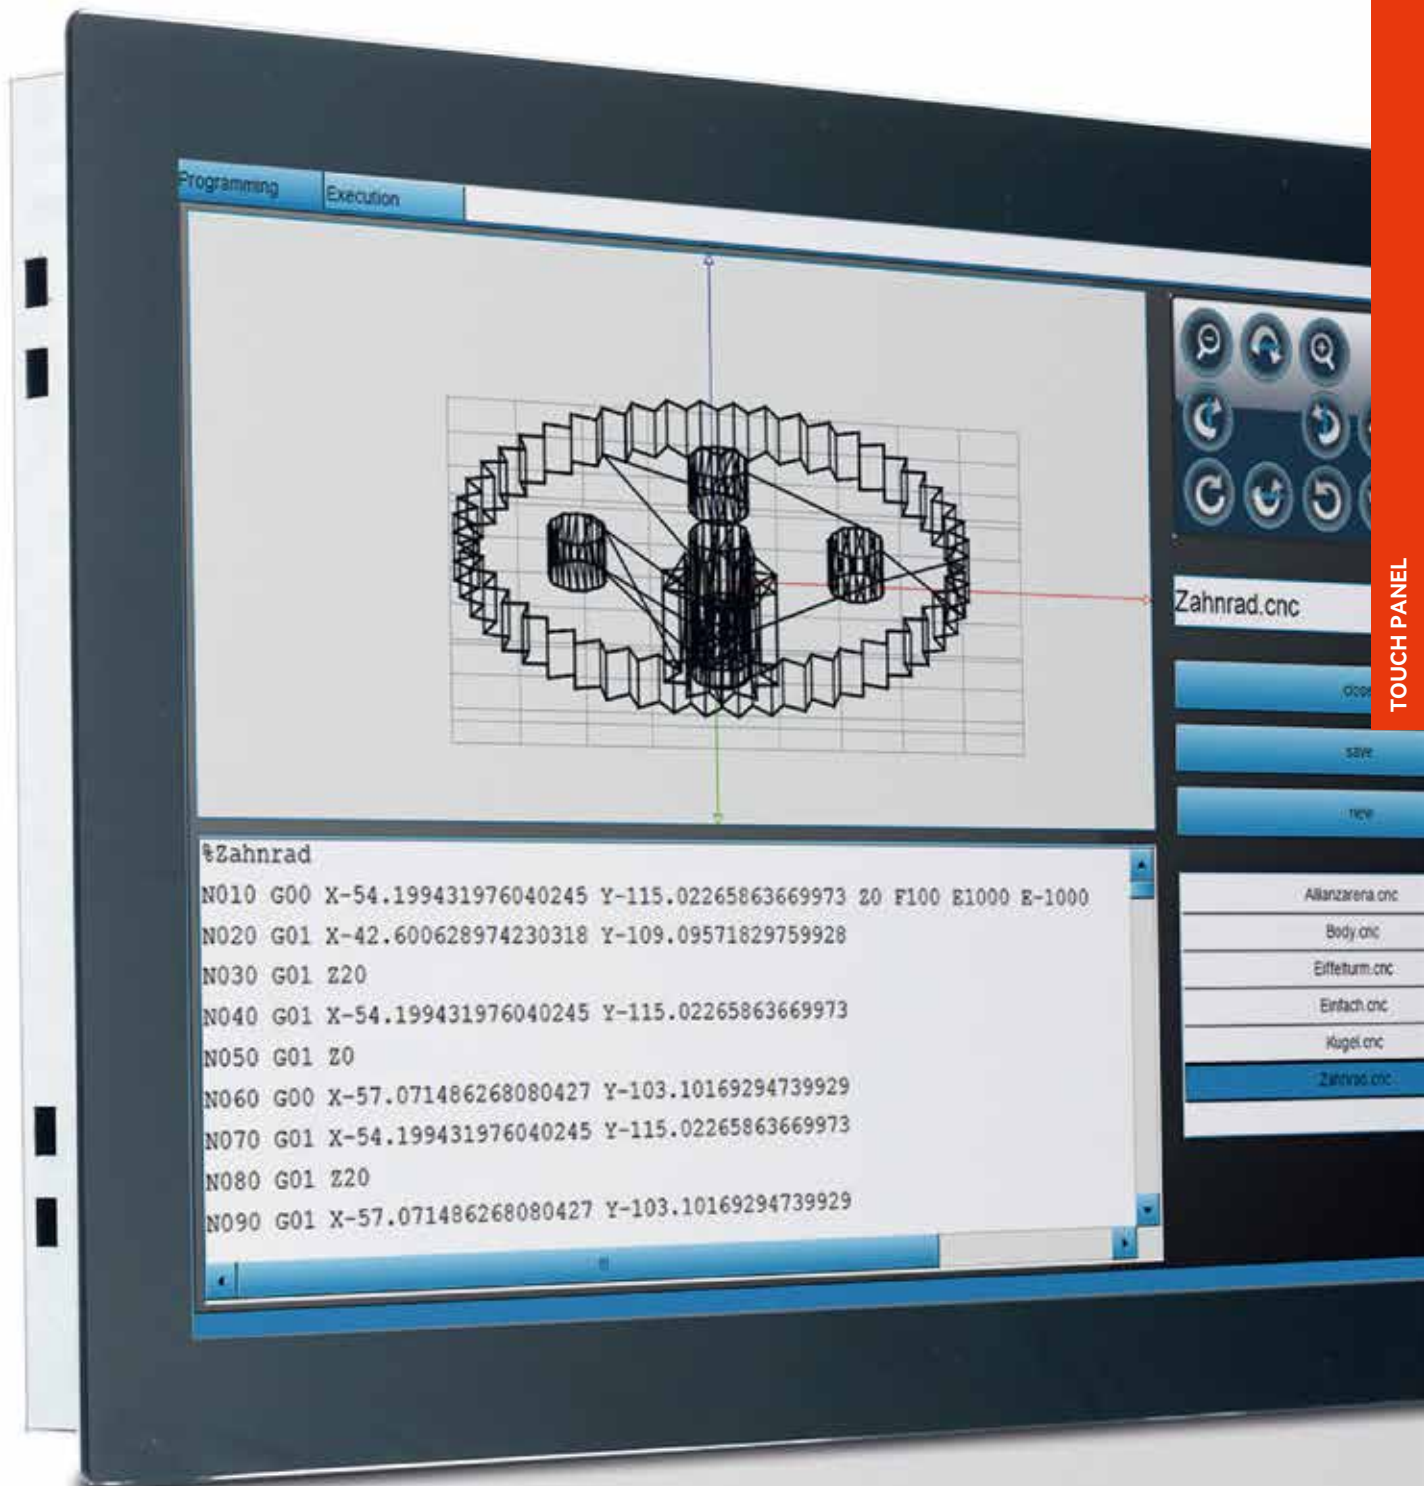 Programming
Execution
Zahnrad.cnc
close
save
new
%Zahnrad
N010 G00 X-54.199431976040245 Y-115.02265863669973 Z0 F100 E1000 E-1000
N020 G01 X-42.600628974230318 Y-109.09571829759928
N030 G01 Z20
N040 G01 X-54.199431976040245 Y-115.02265863669973
N050 G01 Z0
N060 G00 X-57.071486268080427 Y-103.10169294739929
N070 G01 X-54.199431976040245 Y-115.02265863669973
N080 G01 Z20
N090 G01 X-57.071486268080427 Y-103.10169294739929
Allianzarena.cnc
Body.cnc
Eiffelturm.cnc
Einfach.cnc
Kugel.cnc
Zahnrad.cnc
TOUCH PANEL